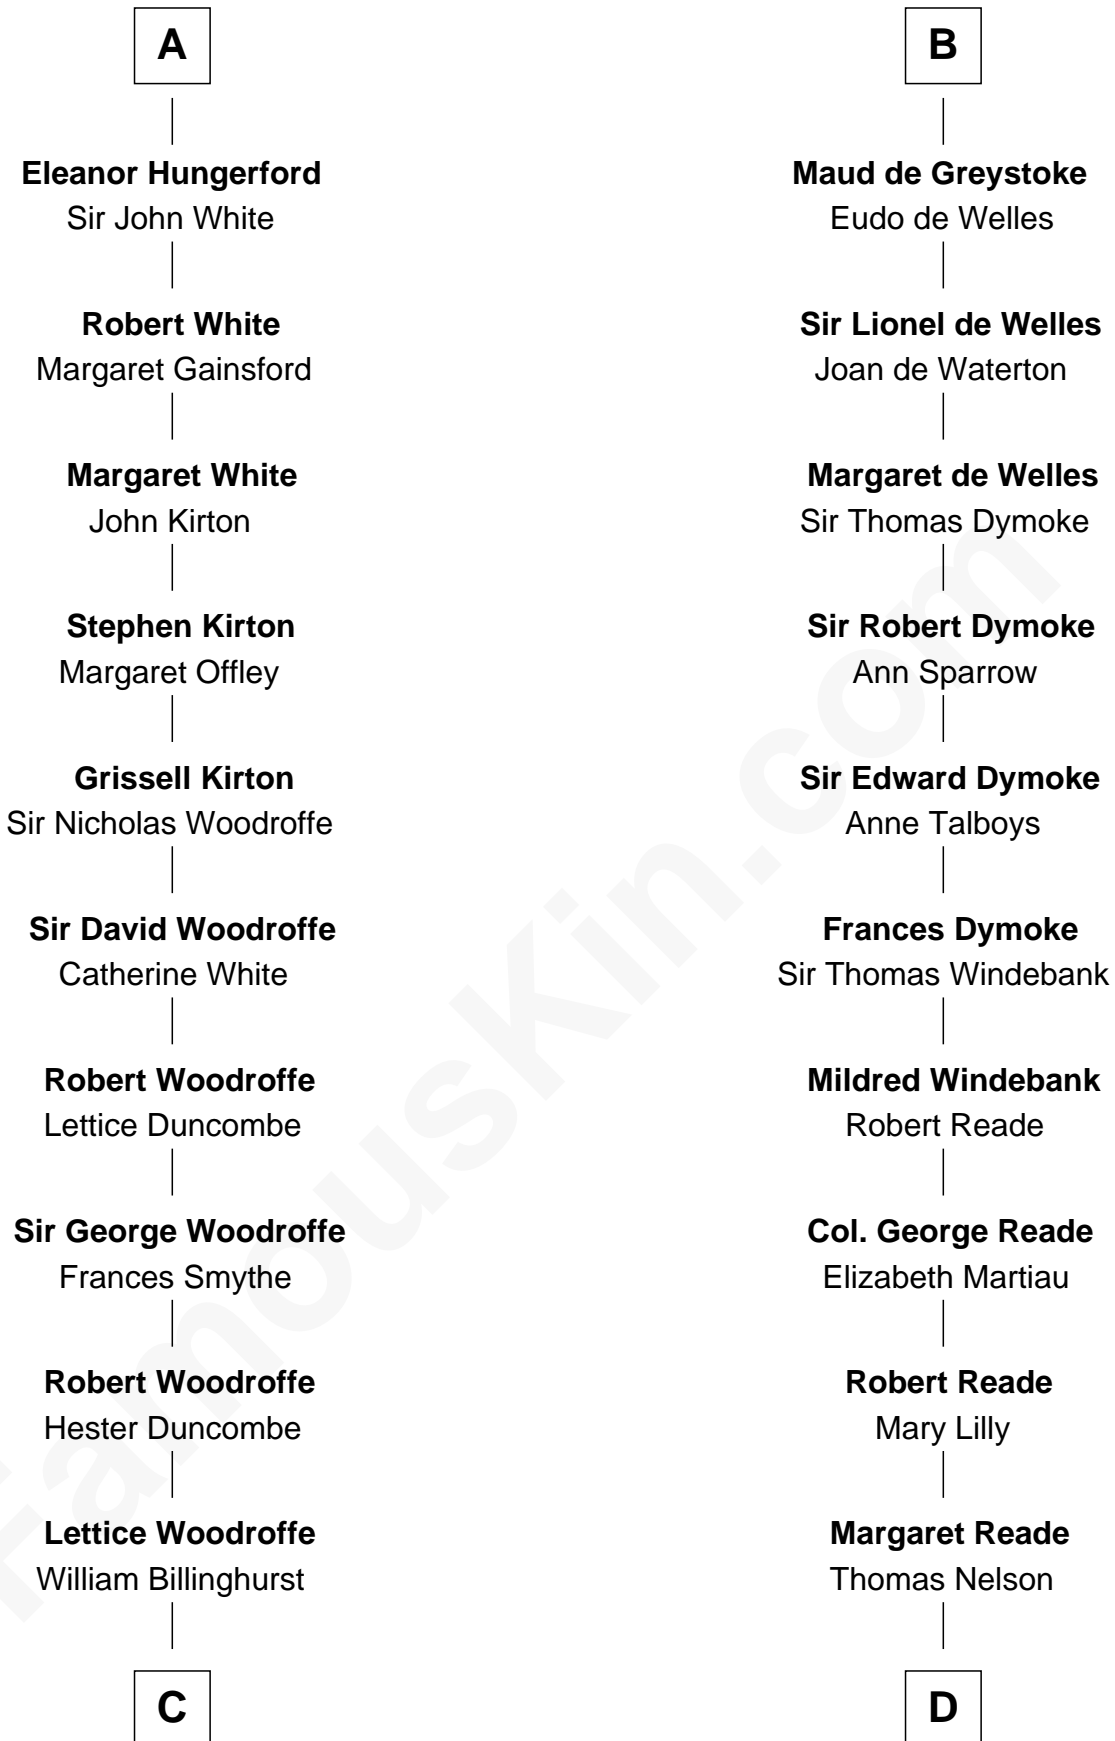 A
Eleanor Hungerford
Sir John White
Robert White
Margaret Gainsford
Margaret White
John Kirton
Stephen Kirton
Margaret Offley
Grissell Kirton
Sir Nicholas Woodroffe
Sir David Woodroffe
Catherine White
Robert Woodroffe
Lettice Duncombe
Sir George Woodroffe
Frances Smythe
Robert Woodroffe
Hester Duncombe
Lettice Woodroffe
William Billinghurst
C
B
Maud de Greystoke
Eudo de Welles
Sir Lionel de Welles
Joan de Waterton
Margaret de Welles
Sir Thomas Dymoke
Sir Robert Dymoke
Ann Sparrow
Sir Edward Dymoke
Anne Talboys
Frances Dymoke
Sir Thomas Windebank
Mildred Windebank
Robert Reade
Col. George Reade
Elizabeth Martiau
Robert Reade
Mary Lilly
Margaret Reade
Thomas Nelson
D
FamousKin.com